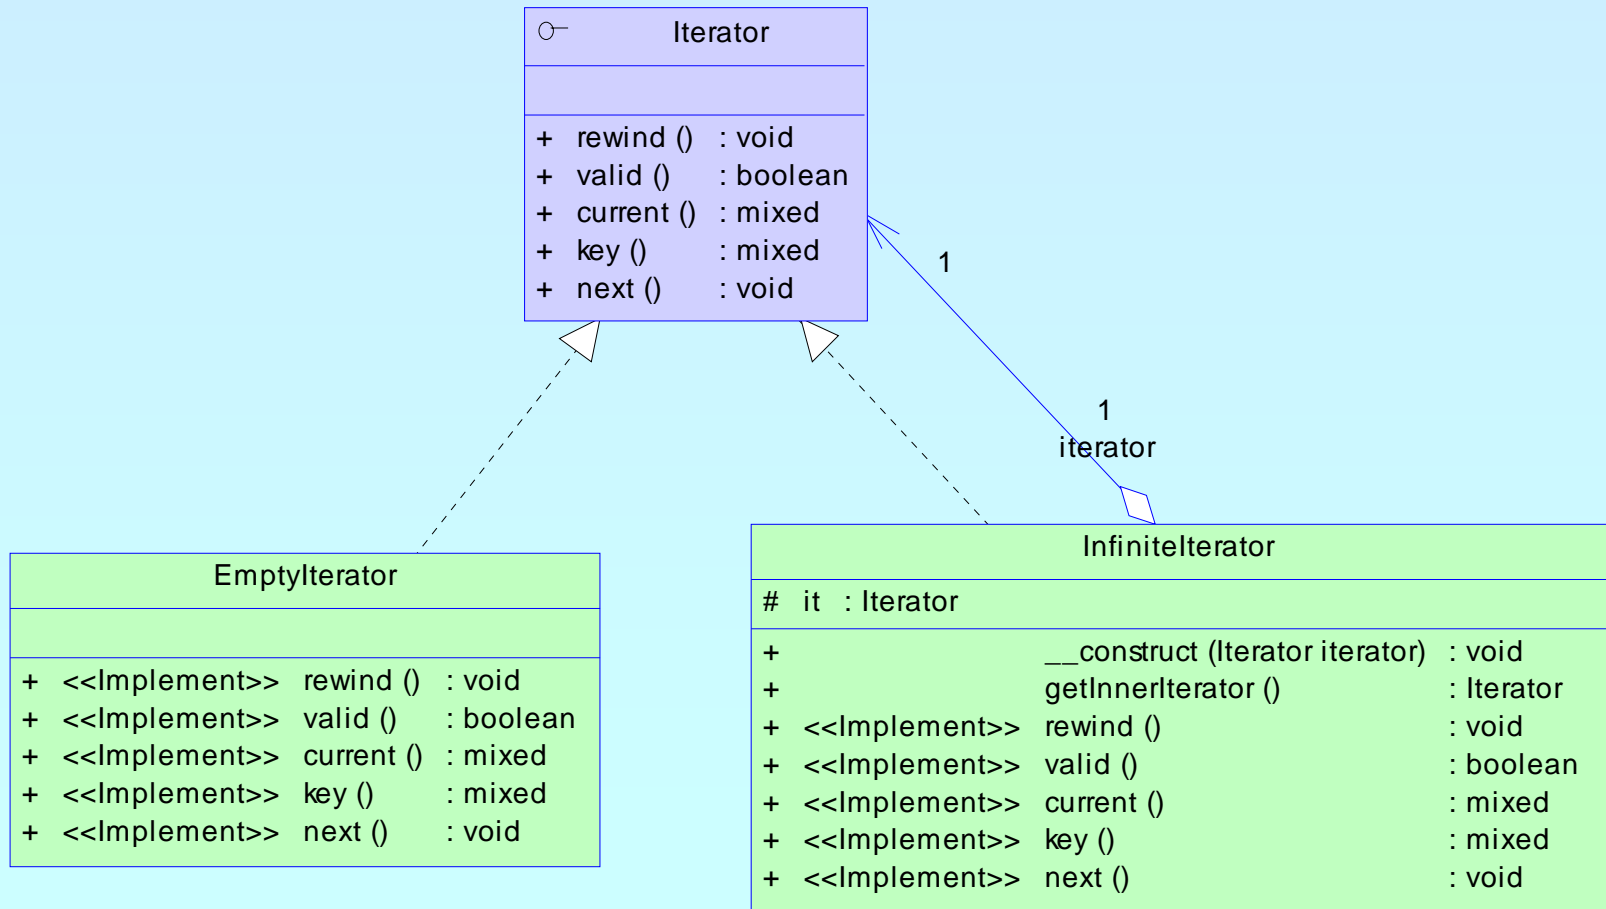 Iterator
+ rewind () : void
+ valid () : boolean
+ current () : mixed
+ key () : mixed
+ next () : void
1
1
iterator
EmptyIterator
+ <<Implement>> rewind () : void
+ <<Implement>> valid () : boolean
+ <<Implement>> current () : mixed
+ <<Implement>> key () : mixed
+ <<Implement>> next () : void
InfiniteIterator
# it : Iterator
+ __construct (Iterator iterator) : void
+ getInnerIterator () : Iterator
+ <<Implement>> rewind () : void
+ <<Implement>> valid () : boolean
+ <<Implement>> current () : mixed
+ <<Implement>> key () : mixed
+ <<Implement>> next () : void